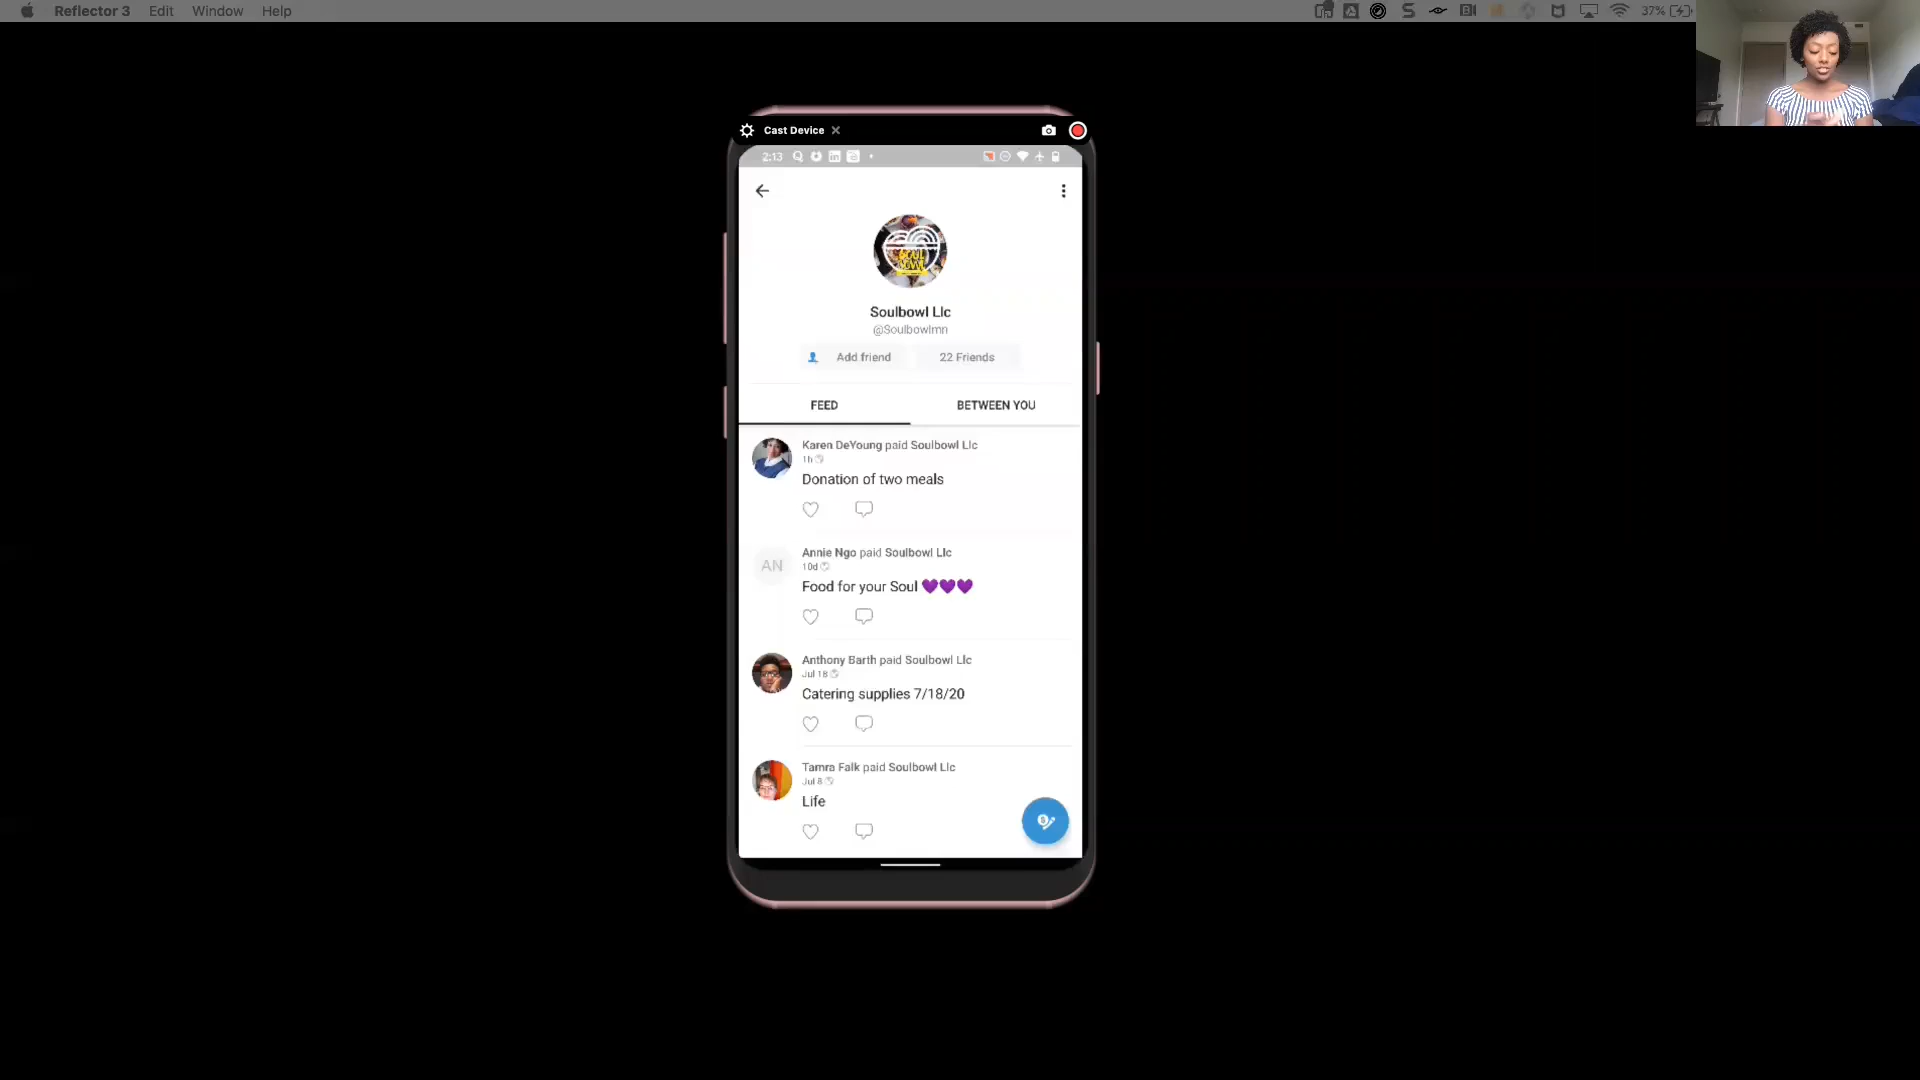 Reflector 3 Edit Window Help
37%
Cast Device
2:13
Soulbowl Llc
@Soulbowlmn
Add friend
22 Friends
FEED
BETWEEN YOU
Karen DeYoung paid Soulbowl Llc
1h
Donation of two meals
AN
Annie Ngo paid Soulbowl Llc
10d
Food for your Soul 💜💜💜
Anthony Barth paid Soulbowl Llc
Jul 18
Catering supplies 7/18/20
Tamra Falk paid Soulbowl Llc
Jul 8
Life